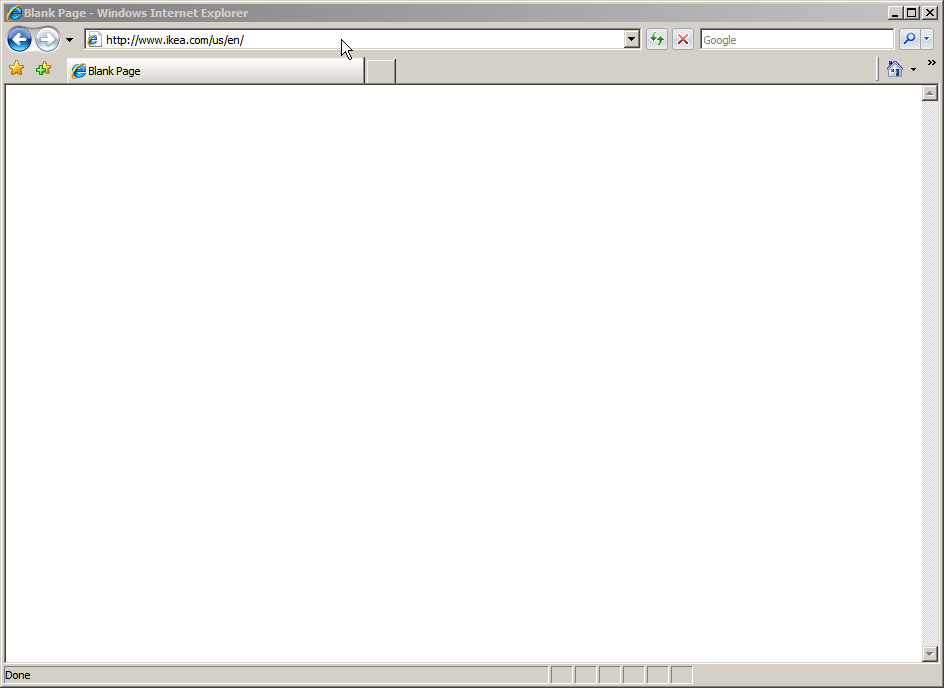 Blank Page - Windows Internet Explorer
http://www.ikea.com/us/en/
Google
Blank Page
Done